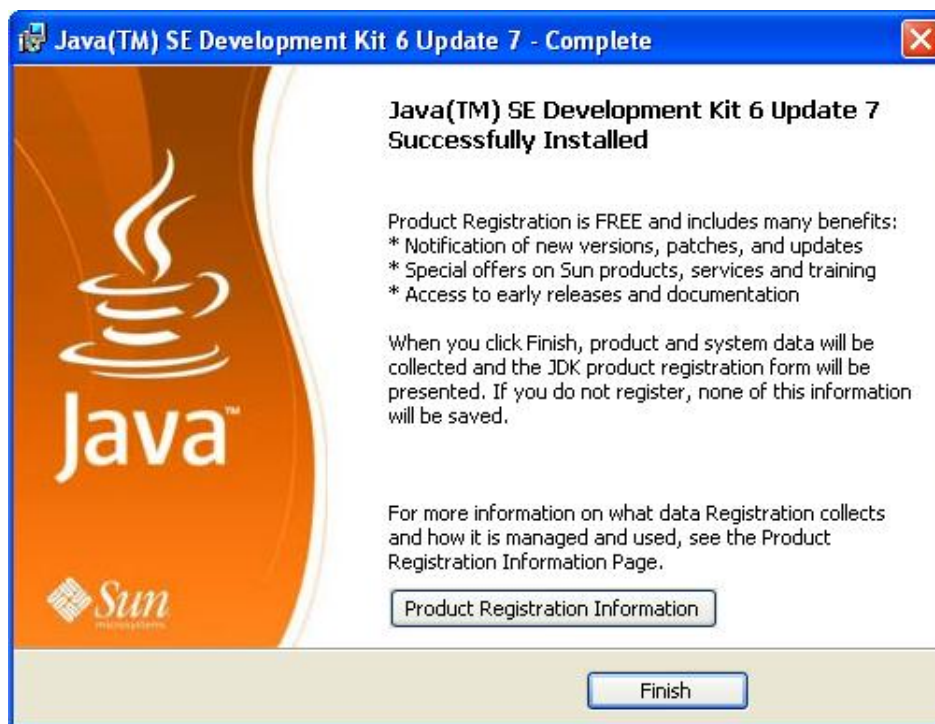 Java(TM) SE Development Kit 6 Update 7 - Complete
Java(TM) SE Development Kit 6 Update 7
Successfully Installed
Product Registration is FREE and includes many benefits:
* Notification of new versions, patches, and updates
* Special offers on Sun products, services and training
* Access to early releases and documentation
When you click Finish, product and system data will be
collected and the JDK product registration form will be
presented. If you do not register, none of this information
will be saved.
Java™
For more information on what data Registration collects
and how it is managed and used, see the Product
Registration Information Page.
Sun
microsystems
Product Registration Information
Finish